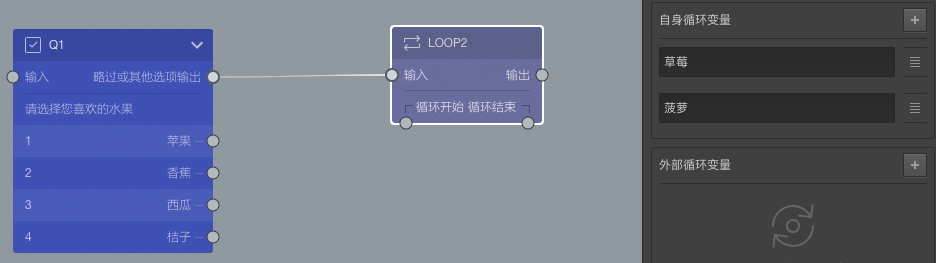 Q1
输入 略过或其他选项输出
请选择您喜欢的水果
1 苹果
2 香蕉
3 西瓜
4 桔子
LOOP2
输入 输出
循环开始 循环结束
自身循环变量
草莓
菠萝
外部循环变量